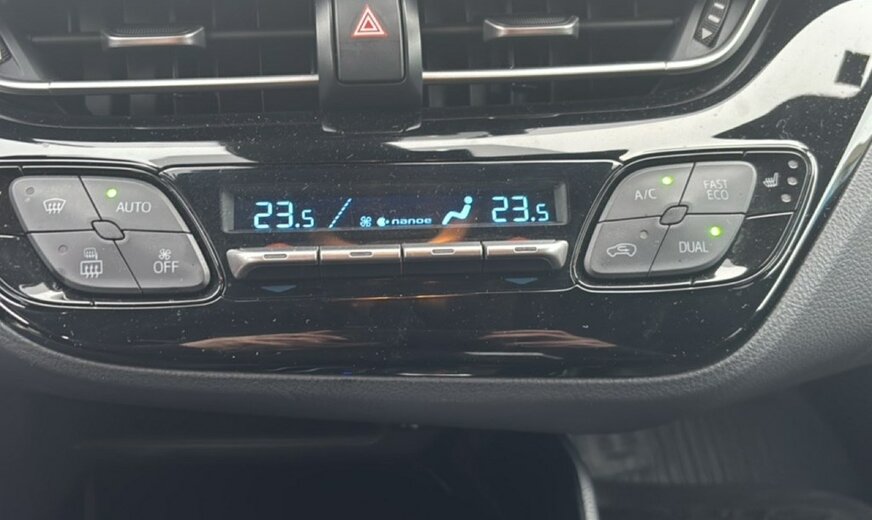 23.5 nanoe 23.5
AUTO
OFF
A/C
FAST
ECO
DUAL